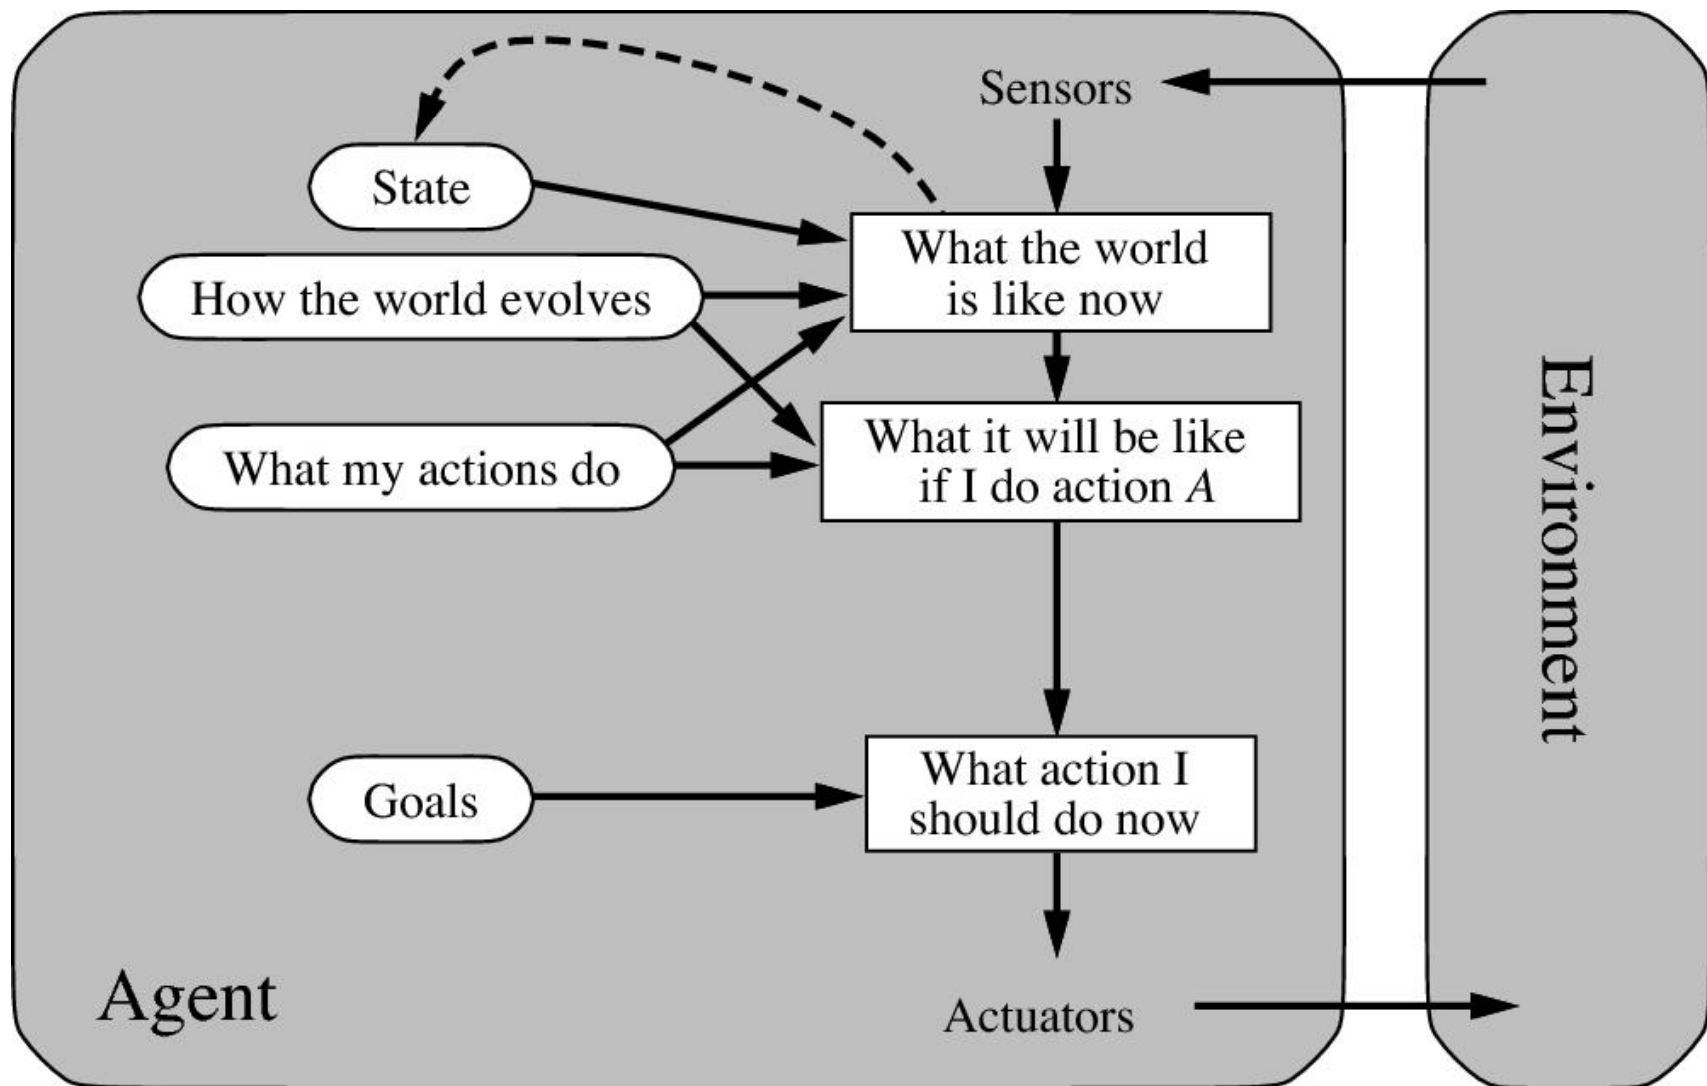 Sensors
State
What the world
is like now
How the world evolves
What my actions do
What it will be like
if I do action A
Environment
Goals
What action I
should do now
Agent
Actuators